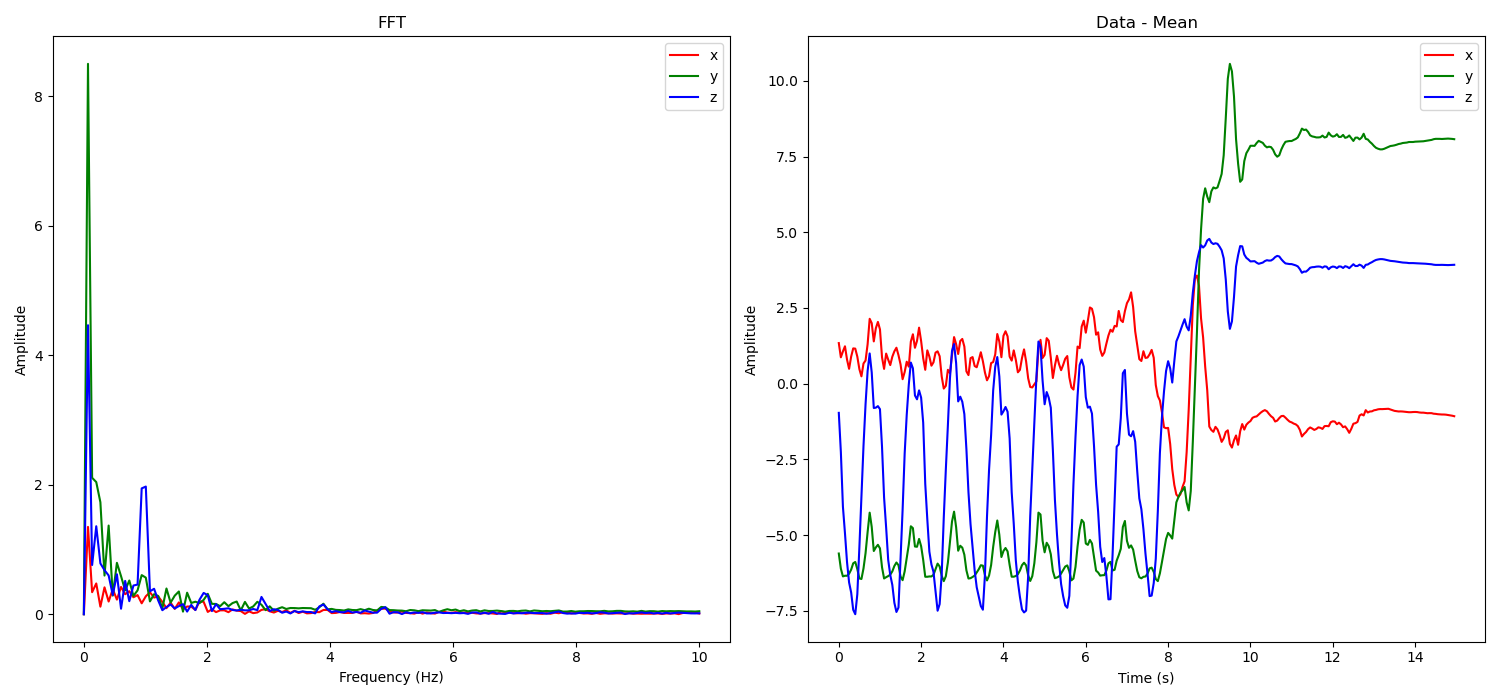 FFT
x
y
z
Amplitude
8
6
4
2
0
0 2 4 6 8 10
Frequency (Hz)
Data - Mean
x
y
z
Amplitude
10.0
7.5
5.0
2.5
0.0
−2.5
−5.0
−7.5
0 2 4 6 8 10 12 14
Time (s)